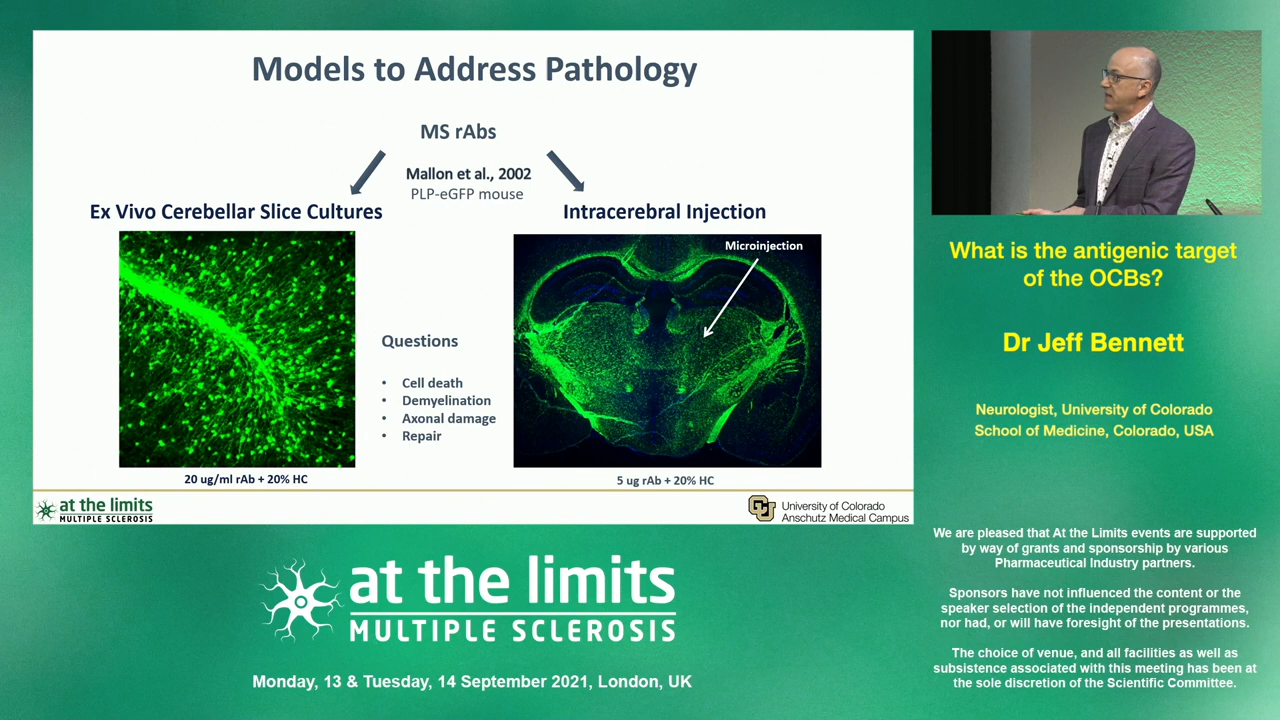 Models to Address Pathology
MS rAbs
Mallon et al., 2002
PLP-eGFP mouse
Ex Vivo Cerebellar Slice Cultures
Intracerebral Injection
Microinjection
Questions
• Cell death
• Demyelination
• Axonal damage
• Repair
20 ug/ml rAb + 20% HC
5 ug rAb + 20% HC
at the limits
MULTIPLE SCLEROSIS
CU
University of Colorado
Anschutz Medical Campus
What is the antigenic target
of the OCBs?
Dr Jeff Bennett
Neurologist, University of Colorado
School of Medicine, Colorado, USA
We are pleased that At the Limits events are supported
by way of grants and sponsorship by various
Pharmaceutical Industry partners.
Sponsors have not influenced the content or the
speaker selection of the independent programmes,
nor had, or will have foresight of the presentations.
The choice of venue, and all facilities as well as
subsistence associated with this meeting has been at
the sole discretion of the Scientific Committee.
at the limits
MULTIPLE SCLEROSIS
Monday, 13 & Tuesday, 14 September 2021, London, UK